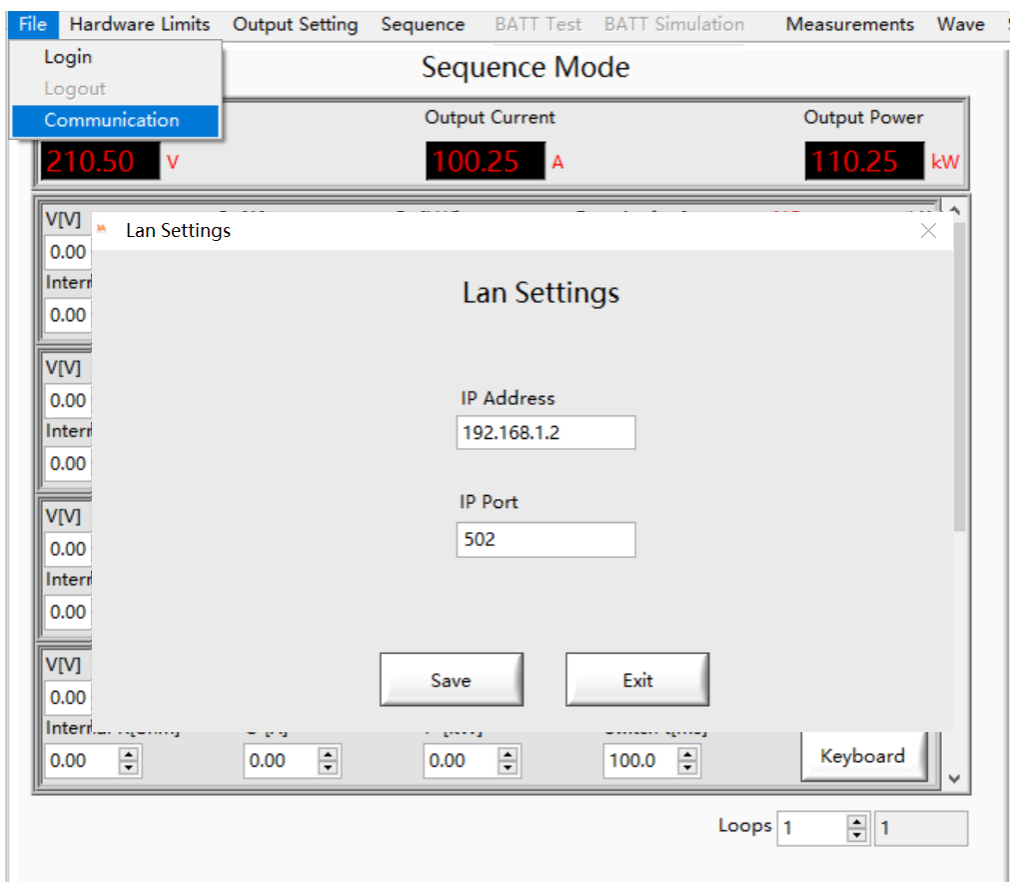 File Hardware Limits Output Setting Sequence BATT Test BATT Simulation Measurements Wave
Login
Logout
Communication
Sequence Mode
Output Current Output Power
210.50 V 100.25 A 110.25 kW
V[V]
Lan Settings
0.00
Intern
Lan Settings
0.00
V[V]
IP Address
0.00
192.168.1.2
Intern
0.00
IP Port
V[V]
502
0.00
Intern
0.00
V[V]
Save Exit
0.00
0.00 0.00 0.00 100.0 Keyboard
Loops 1 1